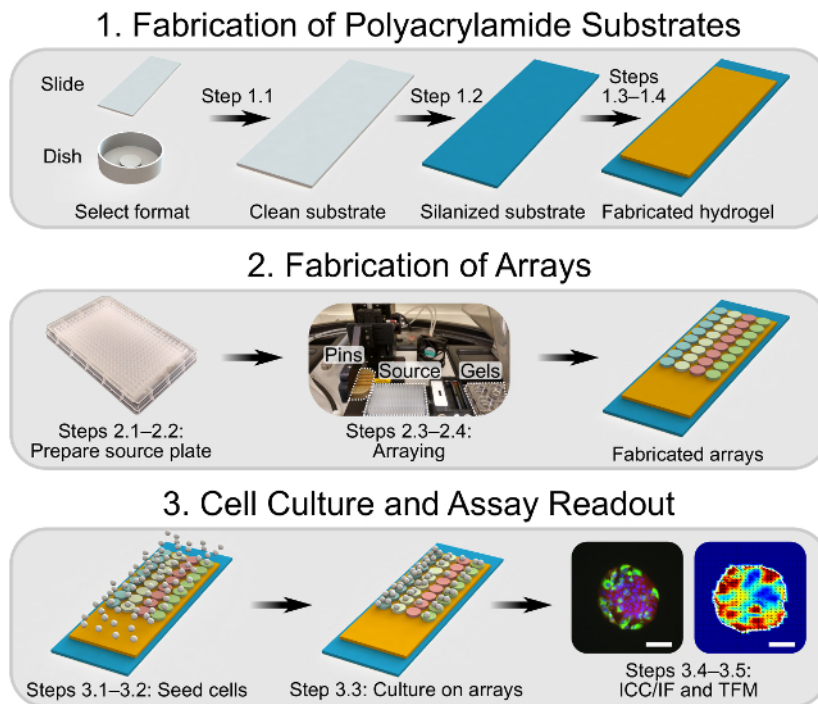 1. Fabrication of Polyacrylamide Substrates
Slide
Dish
Select format
Step 1.1
Clean substrate
Step 1.2
Silanized substrate
Steps
1.3–1.4
Fabricated hydrogel
2. Fabrication of Arrays
Steps 2.1–2.2:
Prepare source plate
Pins
Source
Gels
Steps 2.3–2.4:
Arraying
Fabricated arrays
3. Cell Culture and Assay Readout
Steps 3.1–3.2: Seed cells
Step 3.3: Culture on arrays
Steps 3.4–3.5:
ICC/IF and TFM